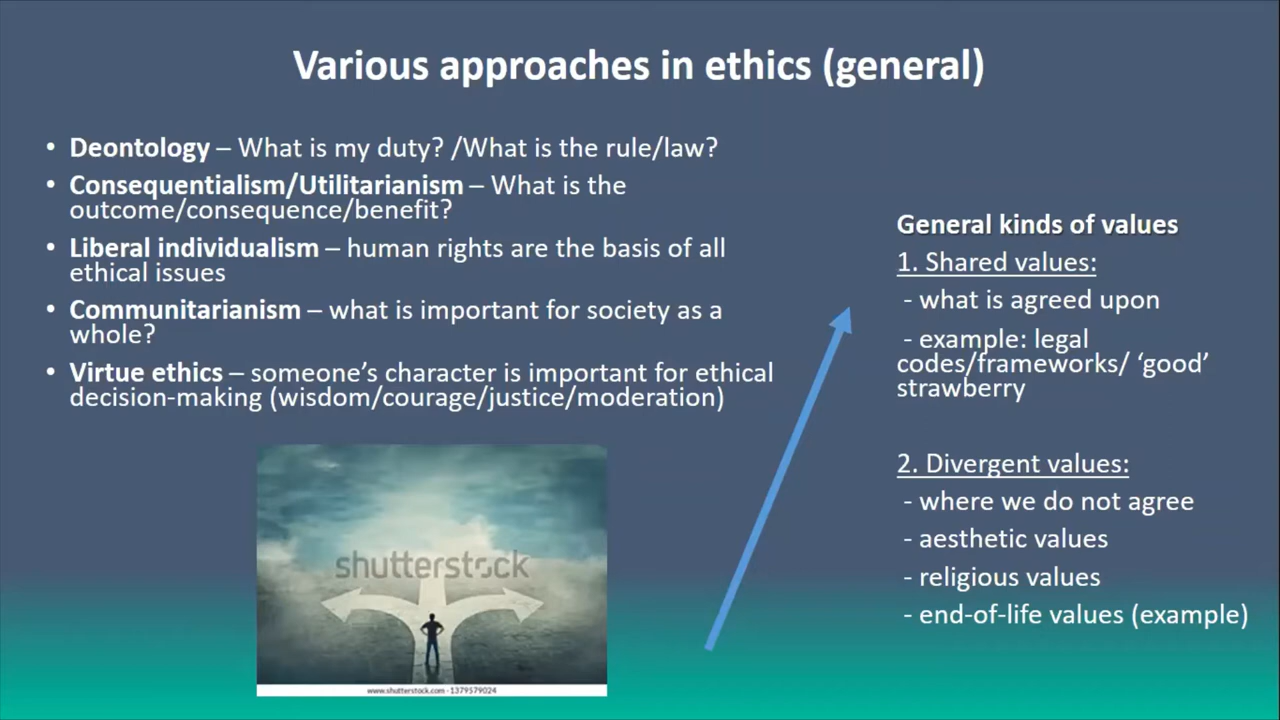 Various approaches in ethics (general)
• Deontology – What is my duty? /What is the rule/law?
• Consequentialism/Utilitarianism – What is the
outcome/consequence/benefit?
• Liberal individualism – human rights are the basis of all
ethical issues
• Communitarianism – what is important for society as a
whole?
• Virtue ethics – someone’s character is important for ethical
decision-making (wisdom/courage/justice/moderation)
shutterstock
www.shutterstock.com · 1379579024
General kinds of values
1. Shared values:
- what is agreed upon
- example: legal
codes/frameworks/ ‘good’
strawberry
2. Divergent values:
- where we do not agree
- aesthetic values
- religious values
- end-of-life values (example)